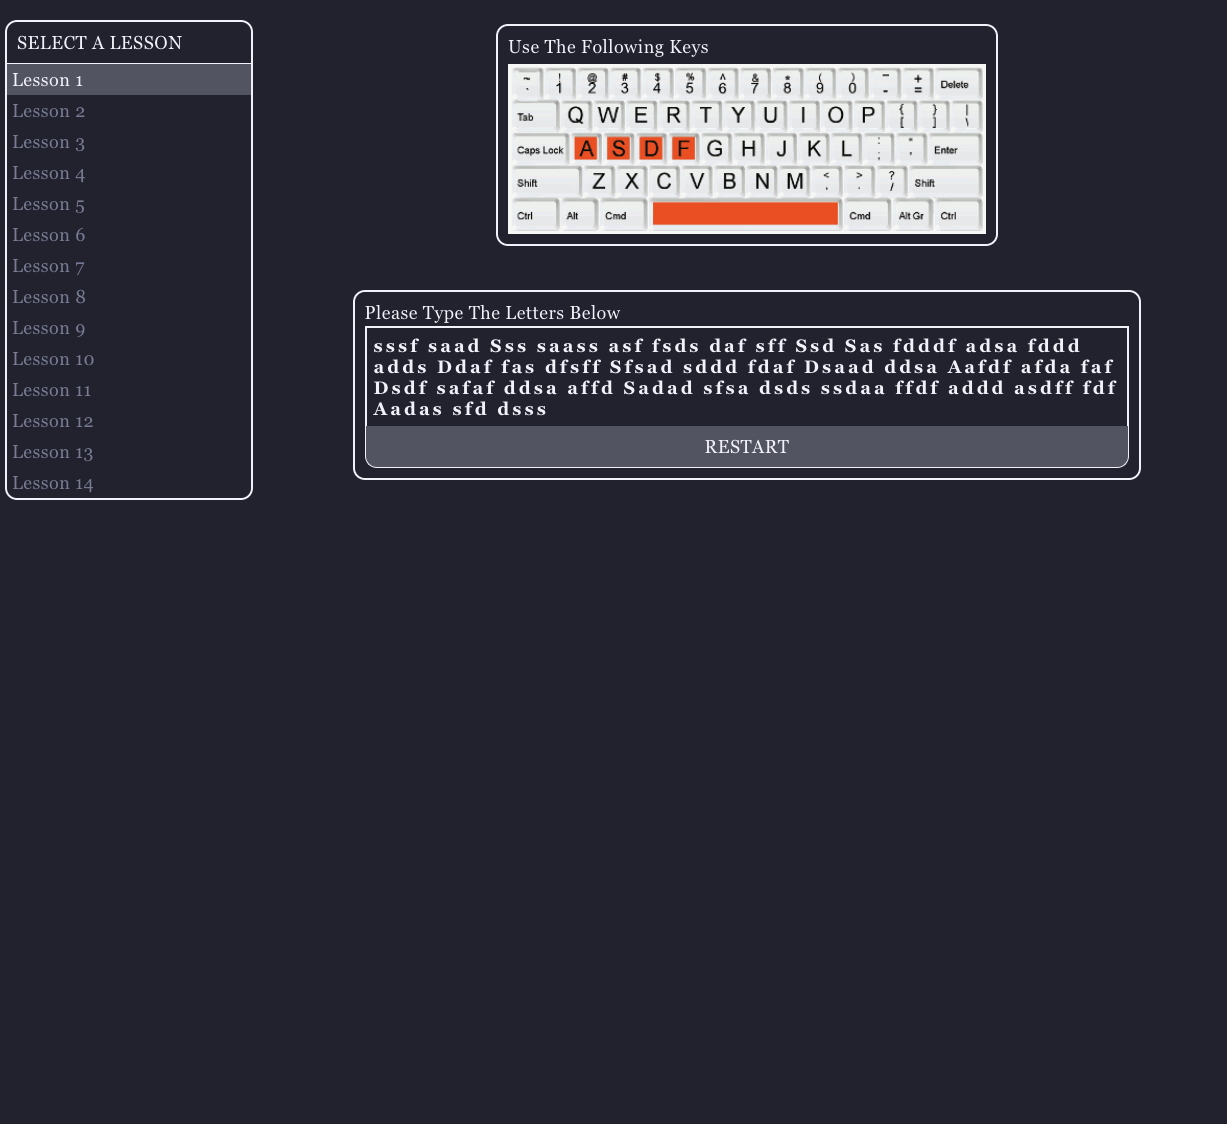 SELECT A LESSON
Lesson 1
Lesson 2
Lesson 3
Lesson 4
Lesson 5
Lesson 6
Lesson 7
Lesson 8
Lesson 9
Lesson 10
Lesson 11
Lesson 12
Lesson 13
Lesson 14
Use The Following Keys
~ ! @ # $ % ^ & * ( ) − +
` 1 2 3 4 5 6 7 8 9 0 - = Delete
Tab Q W E R T Y U I O P { [ } ] | \
Caps Lock A S D F G H J K L : ; " ' Enter
Shift Z X C V B N M < , > . ? / Shift
Ctrl Alt Cmd Cmd Alt Gr Ctrl
Please Type The Letters Below
sssf saad Sss saass asf fsds daf sff Ssd Sas fdddf adsa fddd
adds Ddaf fas dfsff Sfsad sddd fdaf Dsaad ddsa Aafdf afda faf
Dsdf safaf ddsa affd Sadad sfsa dsds ssdaa ffdf addd asdff fdf
Aadas sfd dsss
RESTART